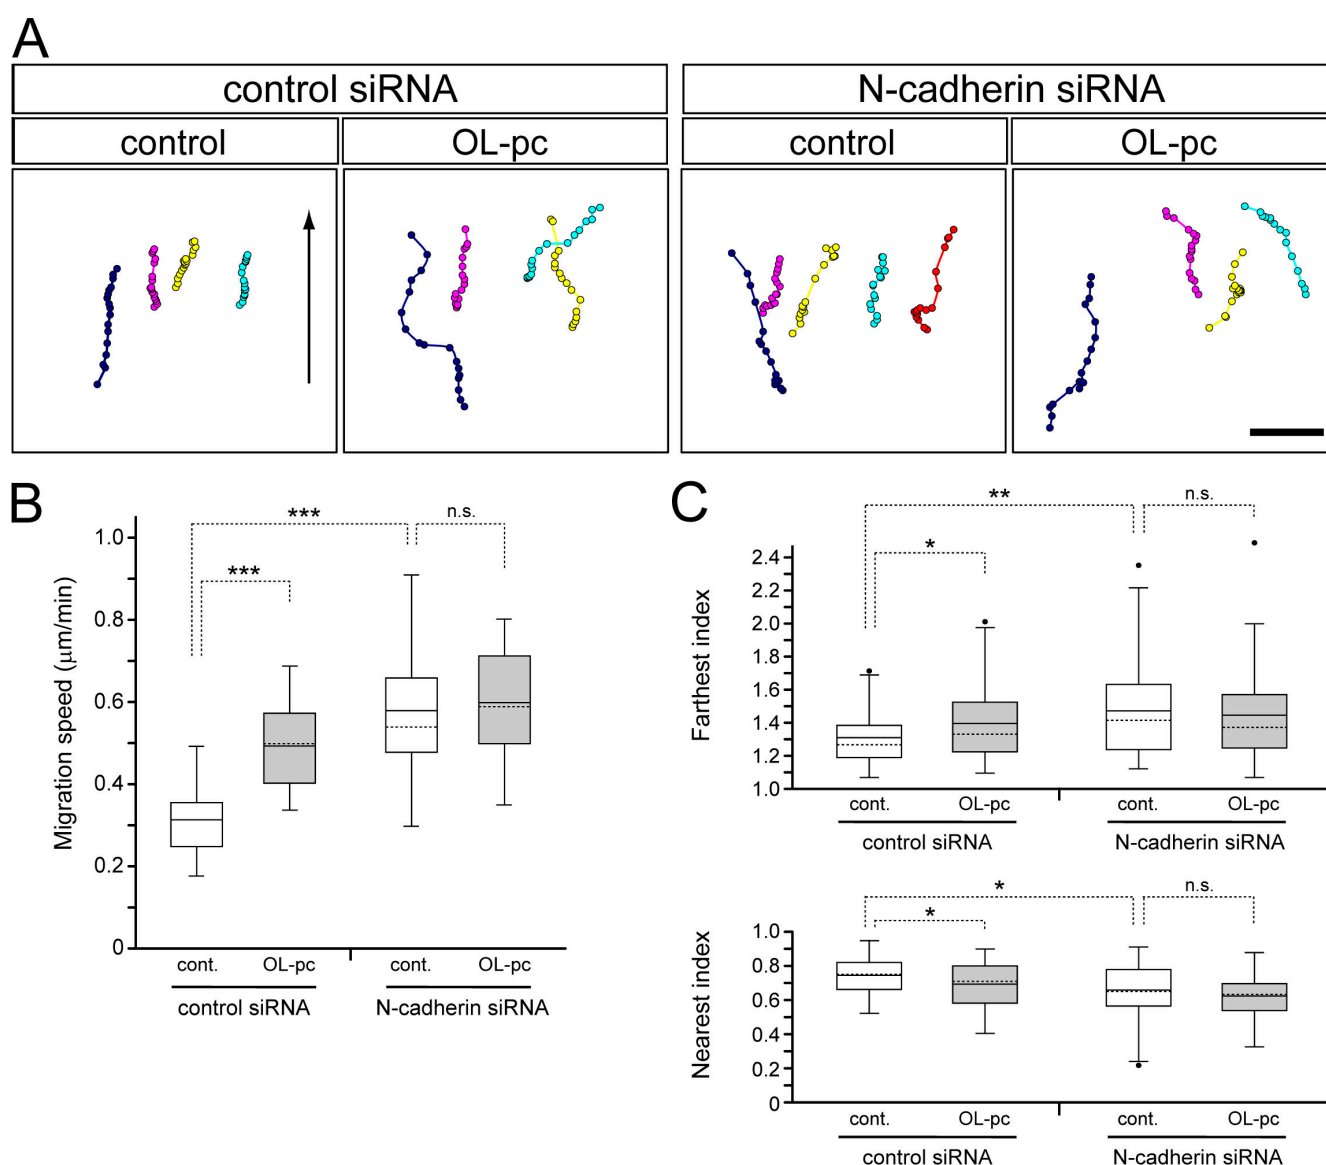 A
control siRNA
N-cadherin siRNA
control
OL-pc
control
OL-pc
B
Migration speed (μm/min)
1.0
0.8
0.6
0.4
0.2
0
***
***
n.s.
cont.
OL-pc
cont.
OL-pc
control siRNA
N-cadherin siRNA
C
Farthest index
2.4
2.2
2.0
1.8
1.6
1.4
1.2
1.0
**
*
n.s.
cont.
OL-pc
cont.
OL-pc
control siRNA
N-cadherin siRNA
Nearest index
1.0
0.8
0.6
0.4
0.2
0
*
*
n.s.
cont.
OL-pc
cont.
OL-pc
control siRNA
N-cadherin siRNA